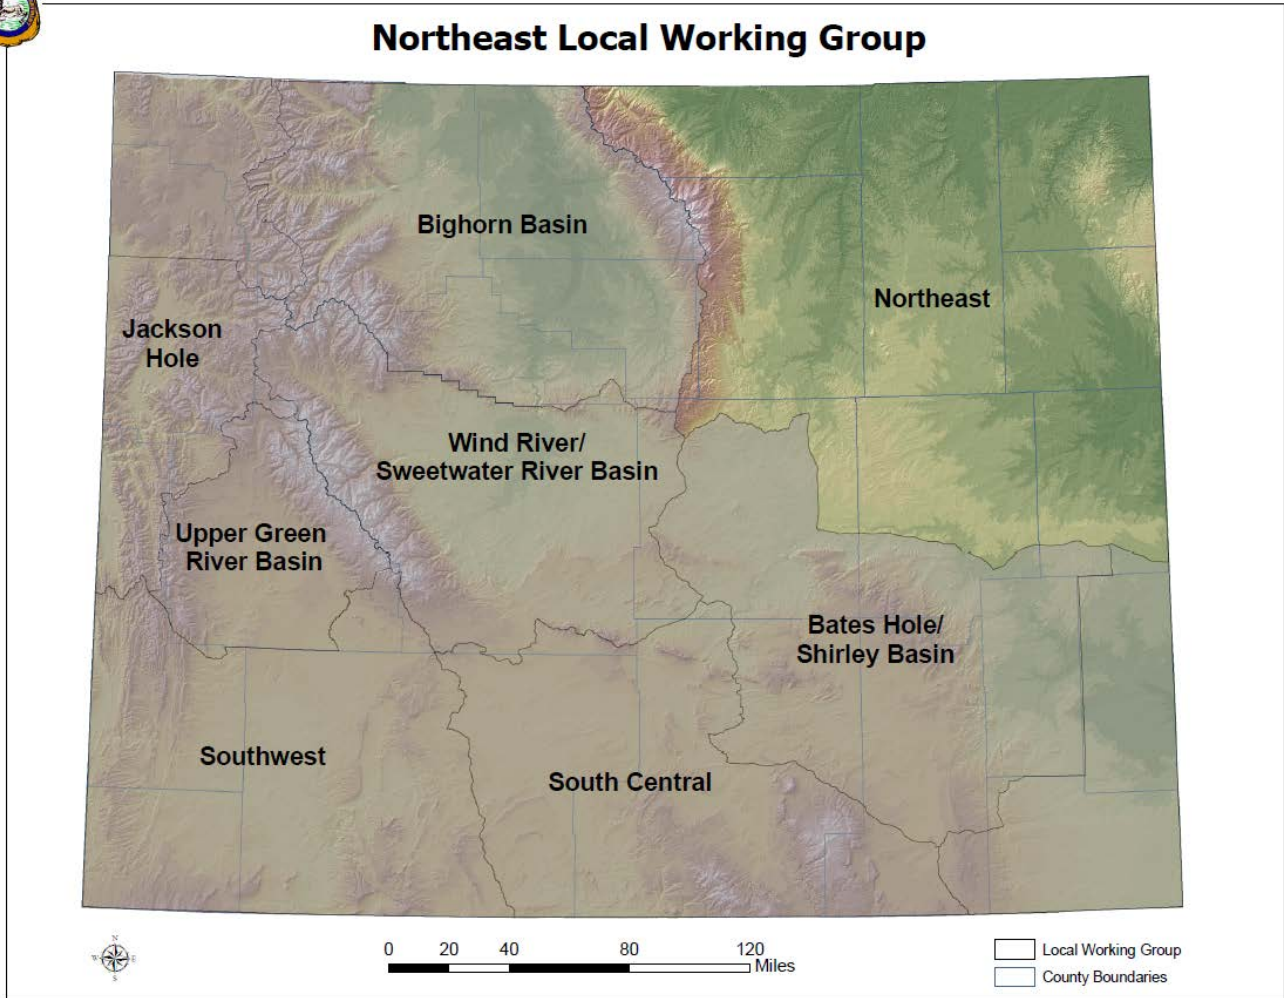 Northeast Local Working Group
Bighorn Basin
Northeast
Jackson
Hole
Wind River/
Sweetwater River Basin
Upper Green
River Basin
Bates Hole/
Shirley Basin
Southwest
South Central
N
W E
S
0 20 40 80 120
Miles
Local Working Group
County Boundaries